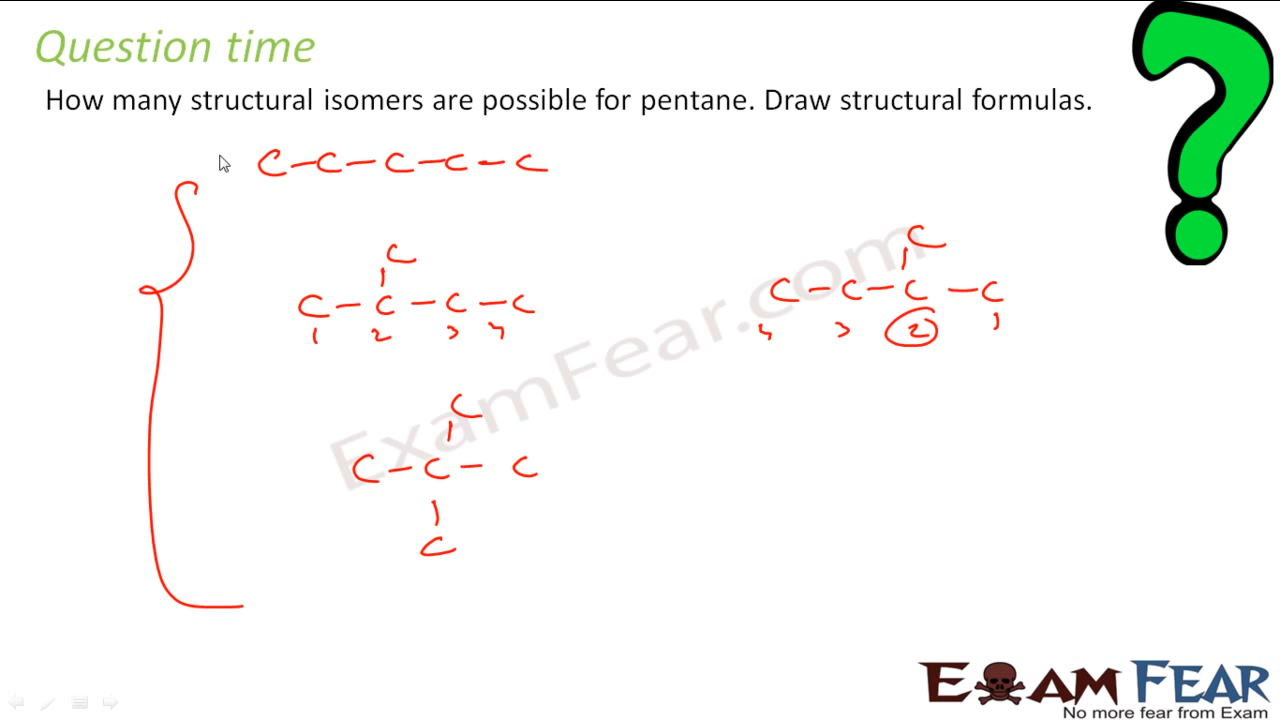 Question time
How many structural isomers are possible for pentane. Draw structural formulas.
C - C - C - C - C
C
C
C - C - C - C
C - C - C - C
1 2 3 4
4 3 2 1
C
C - C - C
C
ExamFear.com
EXAM FEAR
No more fear from Exam